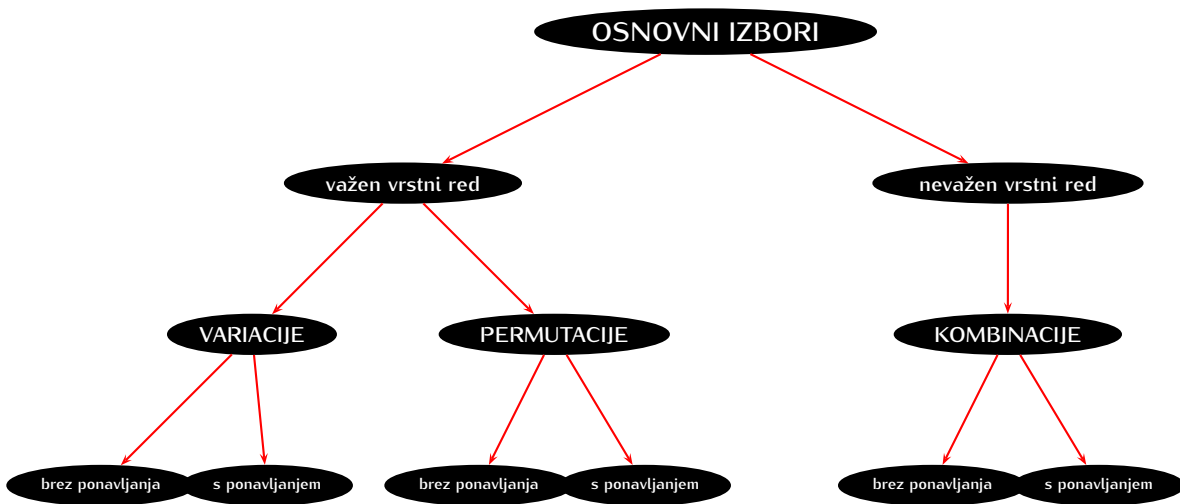 OSNOVNI IZBORI
važen vrstni red
nevažen vrstni red
VARIACIJE
PERMUTACIJE
KOMBINACIJE
brez ponavljanja
s ponavljanjem
brez ponavljanja
s ponavljanjem
brez ponavljanja
s ponavljanjem